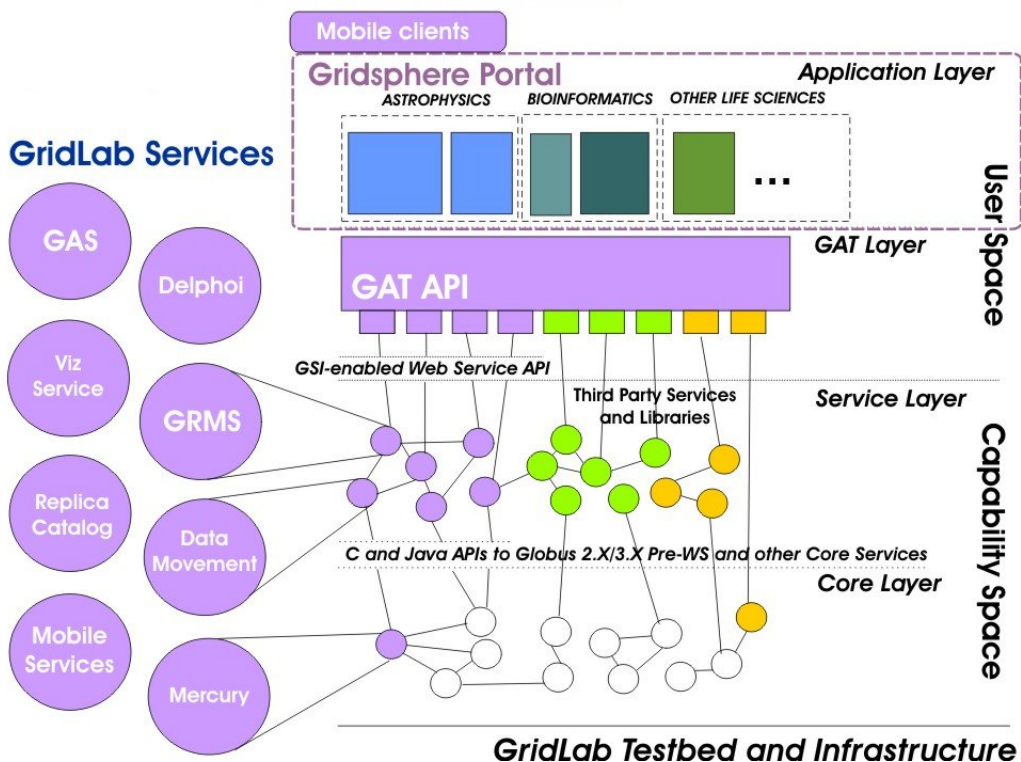 Mobile clients
Gridsphere Portal
Application Layer
ASTROPHYSICS
BIOINFORMATICS
OTHER LIFE SCIENCES
...
GridLab Services
User Space
GAS
Delphoi
GAT Layer
GAT API
Viz
Service
GSI-enabled Web Service API
GRMS
Third Party Services
and Libraries
Service Layer
Capability Space
Replica
Catalog
Data
Movement
C and Java APIs to Globus 2.X/3.X Pre-WS and other Core Services
Core Layer
Mobile
Services
Mercury
GridLab Testbed and Infrastructure